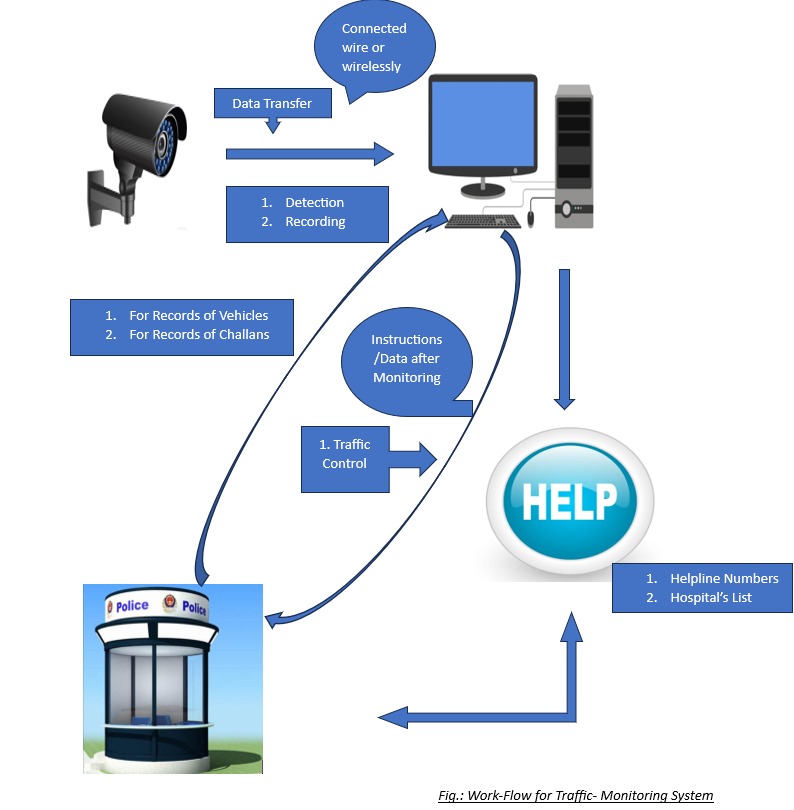 Connected
wire or
wirelessly
Data Transfer
1. Detection
2. Recording
1. For Records of Vehicles
2. For Records of Challans
Instructions
/Data after
Monitoring
1. Traffic
Control
HELP
1. Helpline Numbers
2. Hospital's List
Police Police
Fig.: Work-Flow for Traffic- Monitoring System